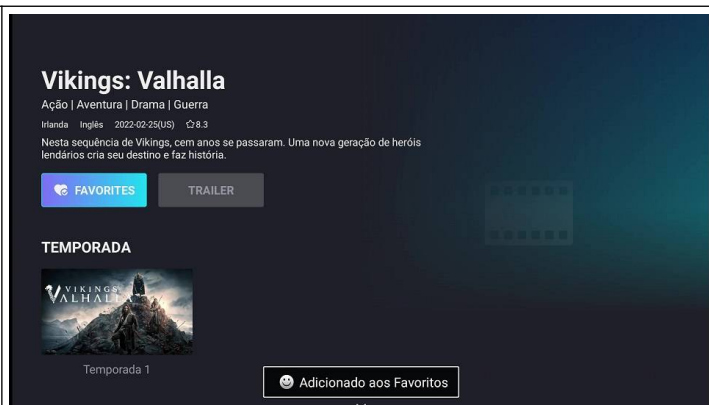 Vikings: Valhalla
Ação | Aventura | Drama | Guerra
Irlanda Inglês 2022-02-25(US) ☆8.3
Nesta sequência de Vikings, cem anos se passaram. Uma nova geração de heróis
lendários cria seu destino e faz história.
FAVORITES TRAILER
TEMPORADA
VIKINGS
VALHALLA
Temporada 1
Adicionado aos Favoritos